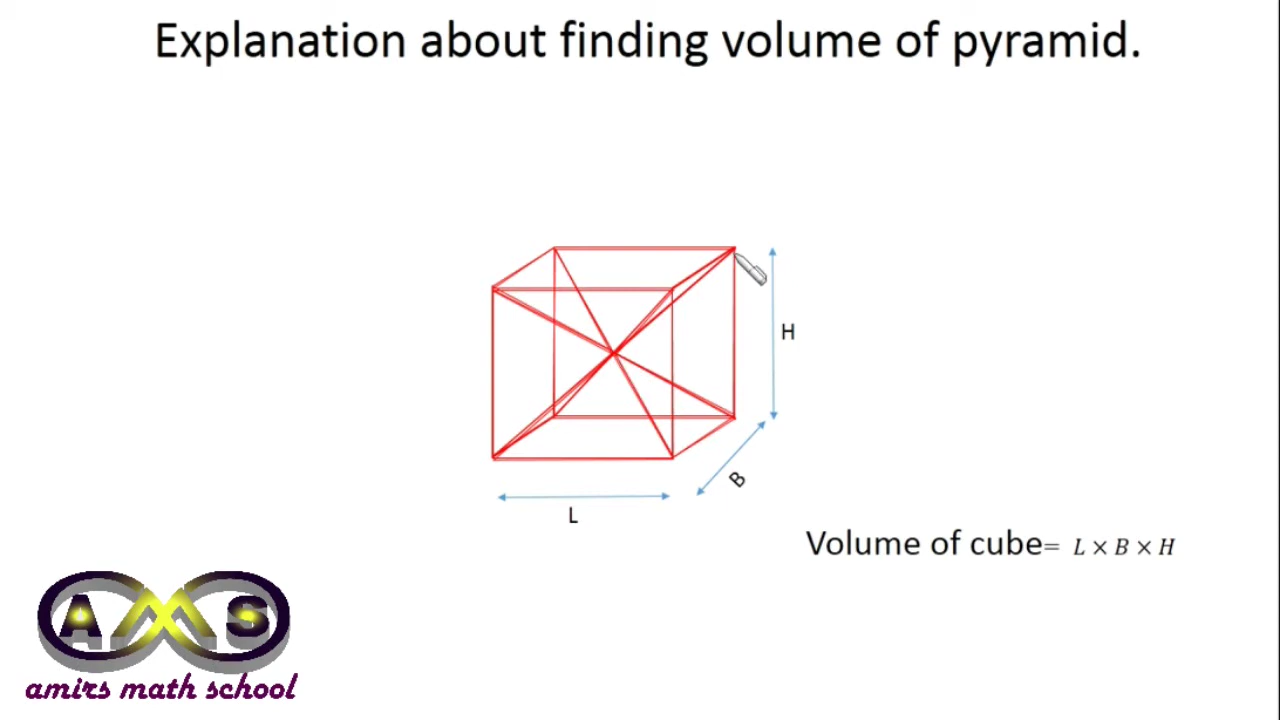 Explanation about finding volume of pyramid.
H
B
L
Volume of cube= L × B × H
AMS
amirs math school